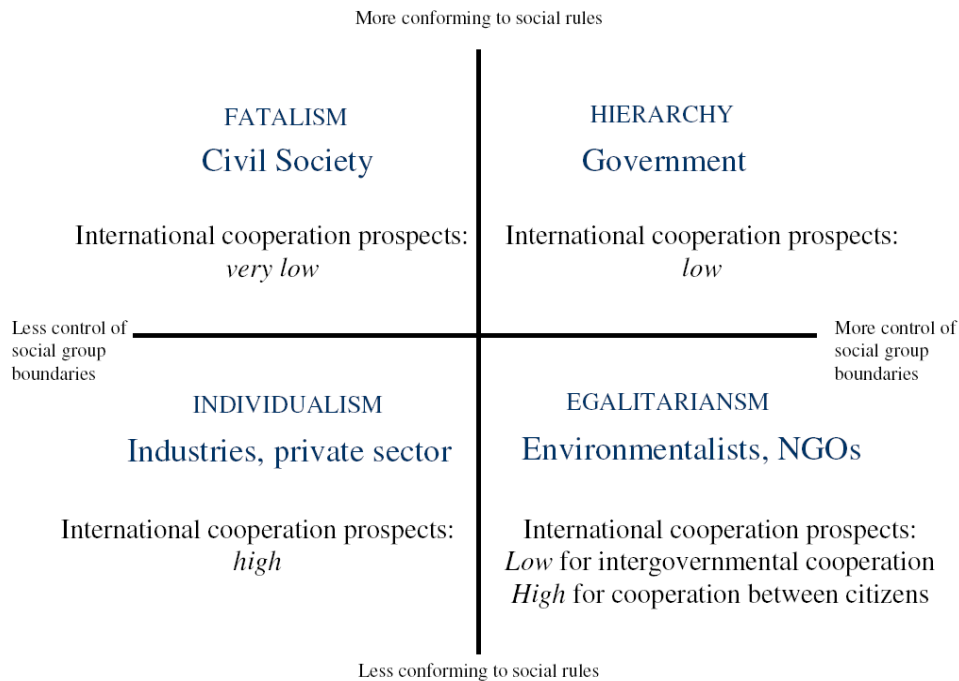 More conforming to social rules
FATALISM
Civil Society
International cooperation prospects:
very low
HIERARCHY
Government
International cooperation prospects:
low
Less control of
social group
boundaries
More control of
social group
boundaries
INDIVIDUALISM
Industries, private sector
International cooperation prospects:
high
EGALITARIANSM
Environmentalists, NGOs
International cooperation prospects:
Low for intergovernmental cooperation
High for cooperation between citizens
Less conforming to social rules